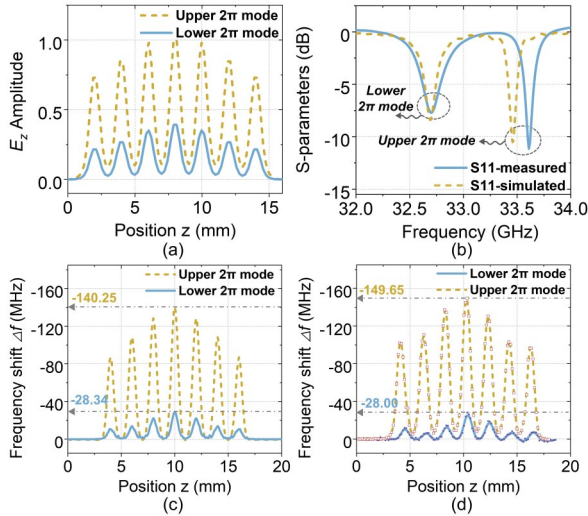 Upper 2π mode
Lower 2π mode
1.0
0.5
0.0
E_z Amplitude
0
5
10
15
Position z (mm)
(a)
0
-5
-10
-15
S-parameters (dB)
Lower
2π mode
Upper 2π mode
S11-measured
S11-simulated
32.0
32.5
33.0
33.5
34.0
Frequency (GHz)
(b)
Upper 2π mode
Lower 2π mode
-160
-120
-80
-40
0
-140.25
-28.34
Frequency shift Δf (MHz)
0
5
10
15
20
Position z (mm)
(c)
Lower 2π mode
Upper 2π mode
-160
-120
-80
-40
0
-149.65
-28.00
Frequency shift Δf (MHz)
0
5
10
15
20
Position z (mm)
(d)